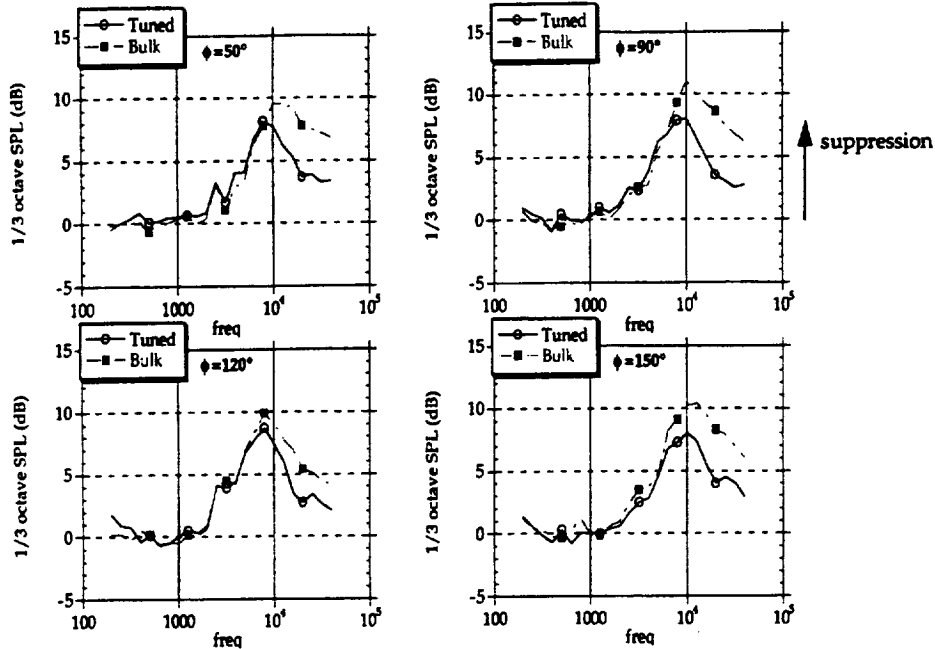 Tuned
Bulk
ϕ=50°
1/3 octave SPL (dB)
15
10
5
0
-5
100
1000
10⁴
10⁵
freq
Tuned
Bulk
ϕ=90°
1/3 octave SPL (dB)
15
10
5
0
-5
100
1000
10⁴
10⁵
freq
suppression
Tuned
Bulk
ϕ=120°
1/3 octave SPL (dB)
15
10
5
0
-5
100
1000
10⁴
10⁵
freq
Tuned
Bulk
ϕ=150°
1/3 octave SPL (dB)
15
10
5
0
-5
100
1000
10⁴
10⁵
freq